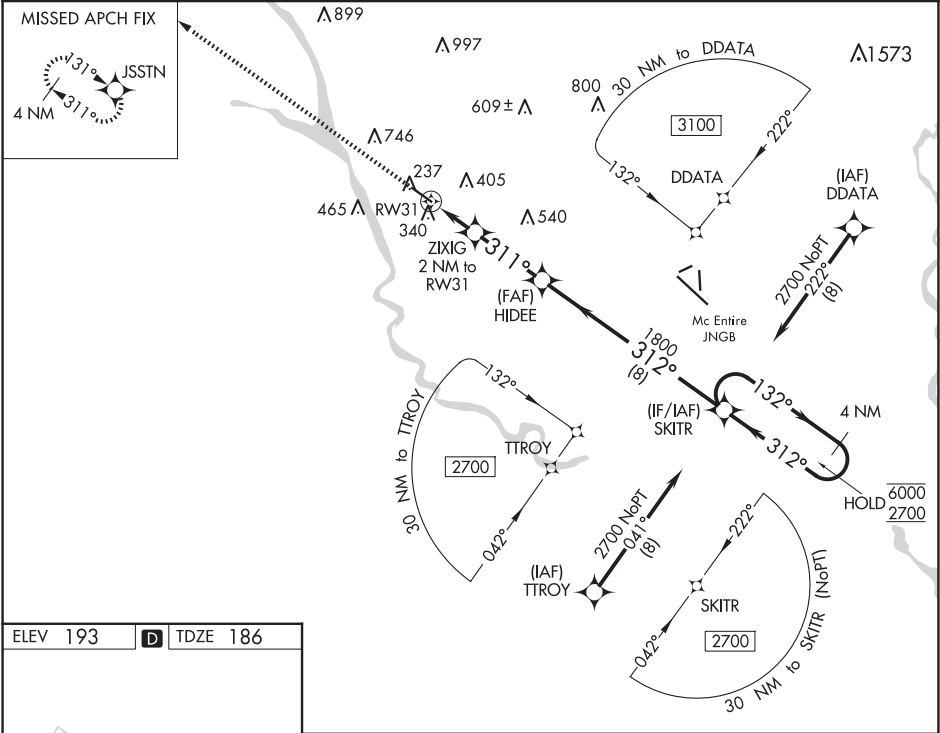 MISSED APCH FIX
131°
JSSTN
4 NM
311°
899
997
1573
30 NM to DDATA
800
609±
3100
222°
746
132°
DDATA
237
405
(IAF)
DDATA
465
RW31
340
540
ZIXIG
2 NM to
RW31
311°
2700 NoPT
222°
(8)
(FAF)
HIDEE
Mc Entire
JNGB
1800
312°
(8)
132°
(IF/IAF)
SKITR
132°
4 NM
312°
30 NM to TTROY
TTROY
2700
HOLD
6000
2700
042°
2700 NoPT
041°
(8)
222°
(IAF)
TTROY
SKITR
30 NM to SKITR (NoPT)
042°
2700
ELEV 193
D
TDZE 186